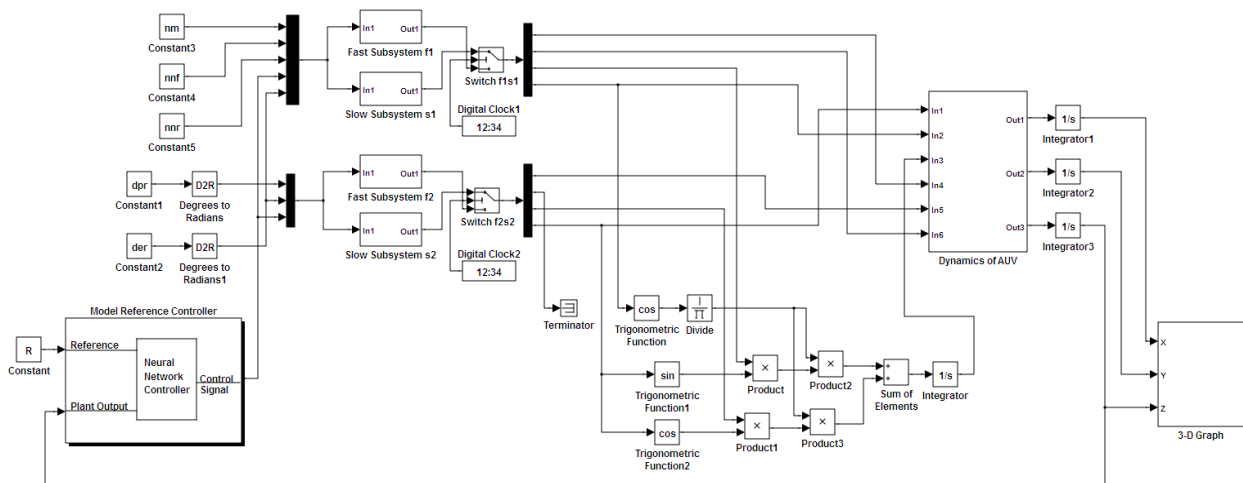 nm
Constant3
nnf
Constant4
nnr
Constant5
In1 Out1
Fast Subsystem f1
In1 Out1
Slow Subsystem s1
Switch f1s1
Digital Clock1
12:34
dpr
Constant1
D2R
Degrees to
Radians
der
Constant2
D2R
Degrees to
Radians1
In1 Out1
Fast Subsystem f2
In1 Out1
Slow Subsystem s2
Switch f2s2
Digital Clock2
12:34
Terminator
In1
In2
In3
In4
In5
In6
Out1
Out2
Out3
Dynamics of AUV
1/s
Integrator1
1/s
Integrator2
1/s
Integrator3
Model Reference Controller
R
Constant
Reference
Plant Output
Neural
Network
Controller
Control
Signal
cos
Trigonometric
Function
Divide
sin
Trigonometric
Function1
cos
Trigonometric
Function2
×
Product
×
Product2
×
Product1
×
Product3
+
+
Sum of
Elements
1/s
Integrator
X
Y
Z
3-D Graph